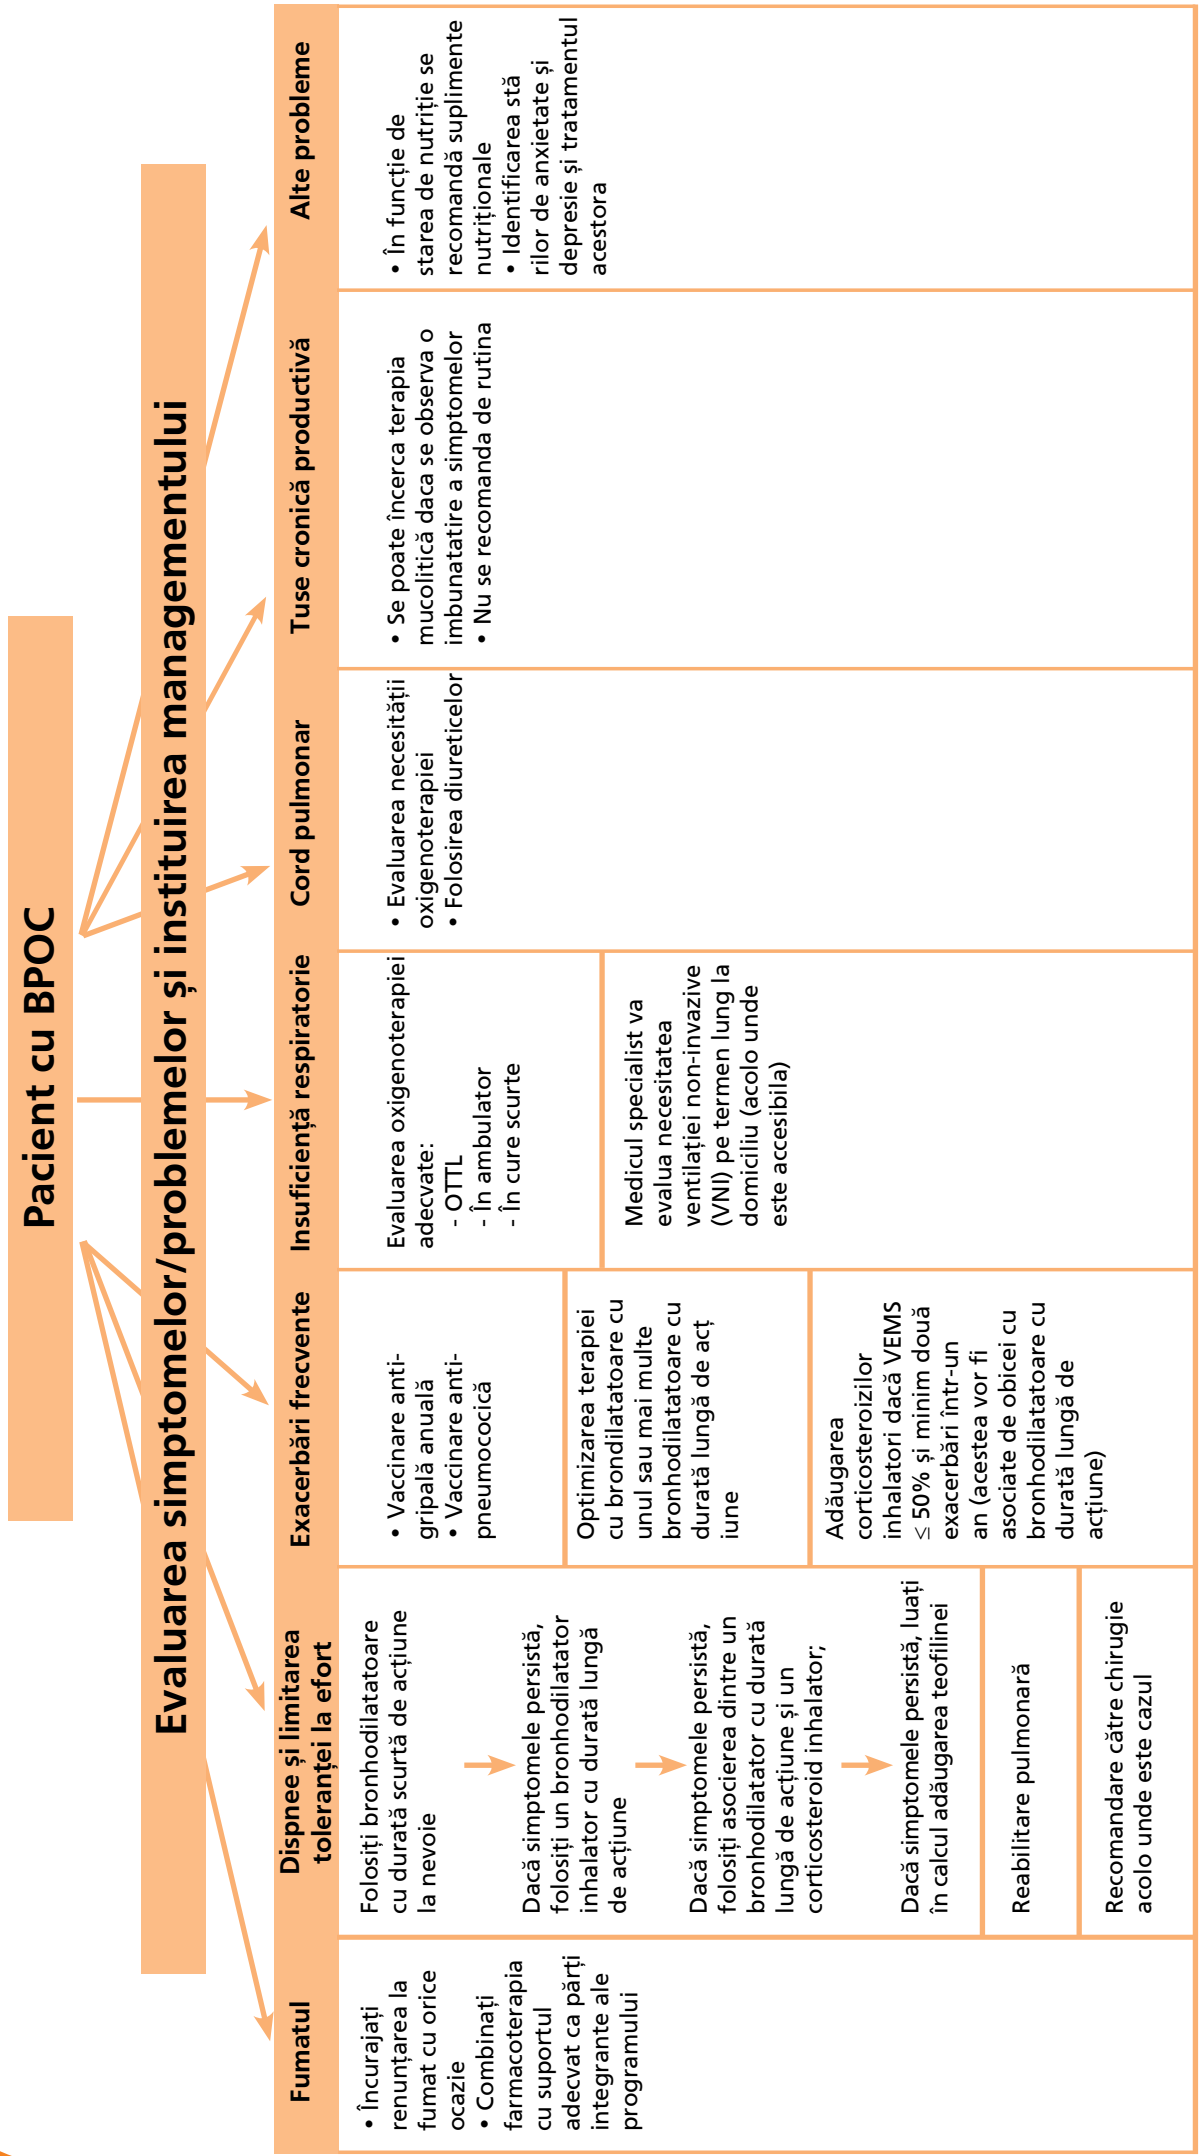 Pacient cu BPOC
Evaluarea simptomelor/problemelor și instituirea managementului
Fumatul
• Încurajați
renunțarea la
fumat cu orice
ocazie
• Combinați
farmacoterapia
cu suportul
adecvat ca părți
integrante ale
programului
Dispnee și limitarea
toleranței la efort
Folosiți bronhodilatatoare
cu durată scurtă de acțiune
la nevoie
Dacă simptomele persistă,
folosiți un bronhodilatator
inhalator cu durată lungă
de acțiune
Dacă simptomele persistă,
folosiți asocierea dintre un
bronhodilatator cu durată
lungă de acțiune și un
corticosteroid inhalator;
Dacă simptomele persistă, luați
în calcul adăugarea teofilinei
Reabilitare pulmonară
Recomandare către chirugie
acolo unde este cazul
Exacerbări frecvente
• Vaccinare anti-
gripală anuală
• Vaccinare anti-
pneumococică
Optimizarea terapiei
cu brondilatatoare cu
unul sau mai multe
bronhodilatatoare cu
durată lungă de acț
iune
Adăugarea
corticosteroizilor
inhalatori dacă VEMS
≤ 50% și minim două
exacerbări într-un
an (acestea vor fi
asociate de obicei cu
bronhodilatatoare cu
durată lungă de
acțiune)
Insuficiență respiratorie
Evaluarea oxigenoterapiei
adecvate:
- OTTL
- În ambulator
- În cure scurte
Medicul specialist va
evalua necesitatea
ventilației non-invazive
(VNI) pe termen lung la
domiciliu (acolo unde
este accesibila)
Cord pulmonar
• Evaluarea necesității
oxigenoterapiei
• Folosirea diureticelor
Tuse cronică productivă
• Se poate încerca terapia
mucolitică daca se observa o
imbunatatire a simptomelor
• Nu se recomanda de rutina
Alte probleme
• În funcție de
starea de nutriție se
recomandă suplimente
nutriționale
• Identificarea stă
rilor de anxietate și
depresie și tratamentul
acestora